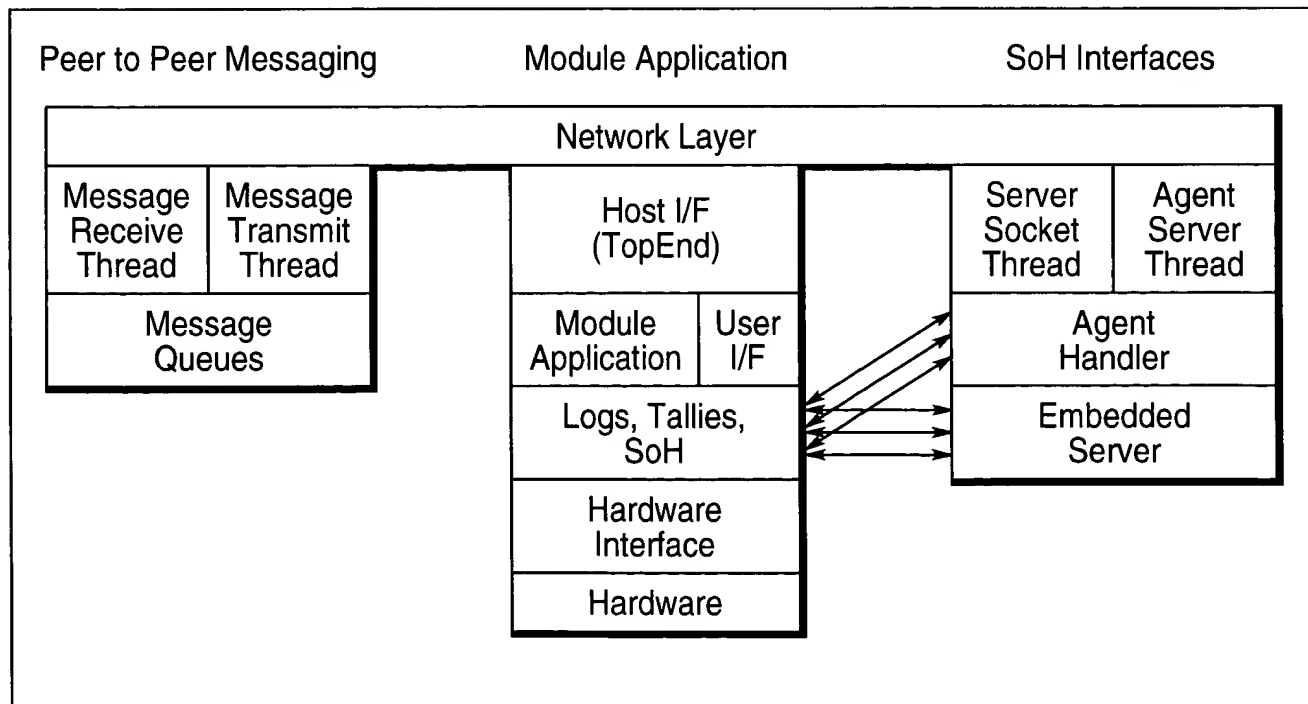 Peer to Peer Messaging
Module Application
SoH Interfaces
Network Layer
Message
Receive
Thread
Message
Transmit
Thread
Message
Queues
Host I/F
(TopEnd)
Module
Application
User
I/F
Logs, Tallies,
SoH
Hardware
Interface
Hardware
Server
Socket
Thread
Agent
Server
Thread
Agent
Handler
Embedded
Server